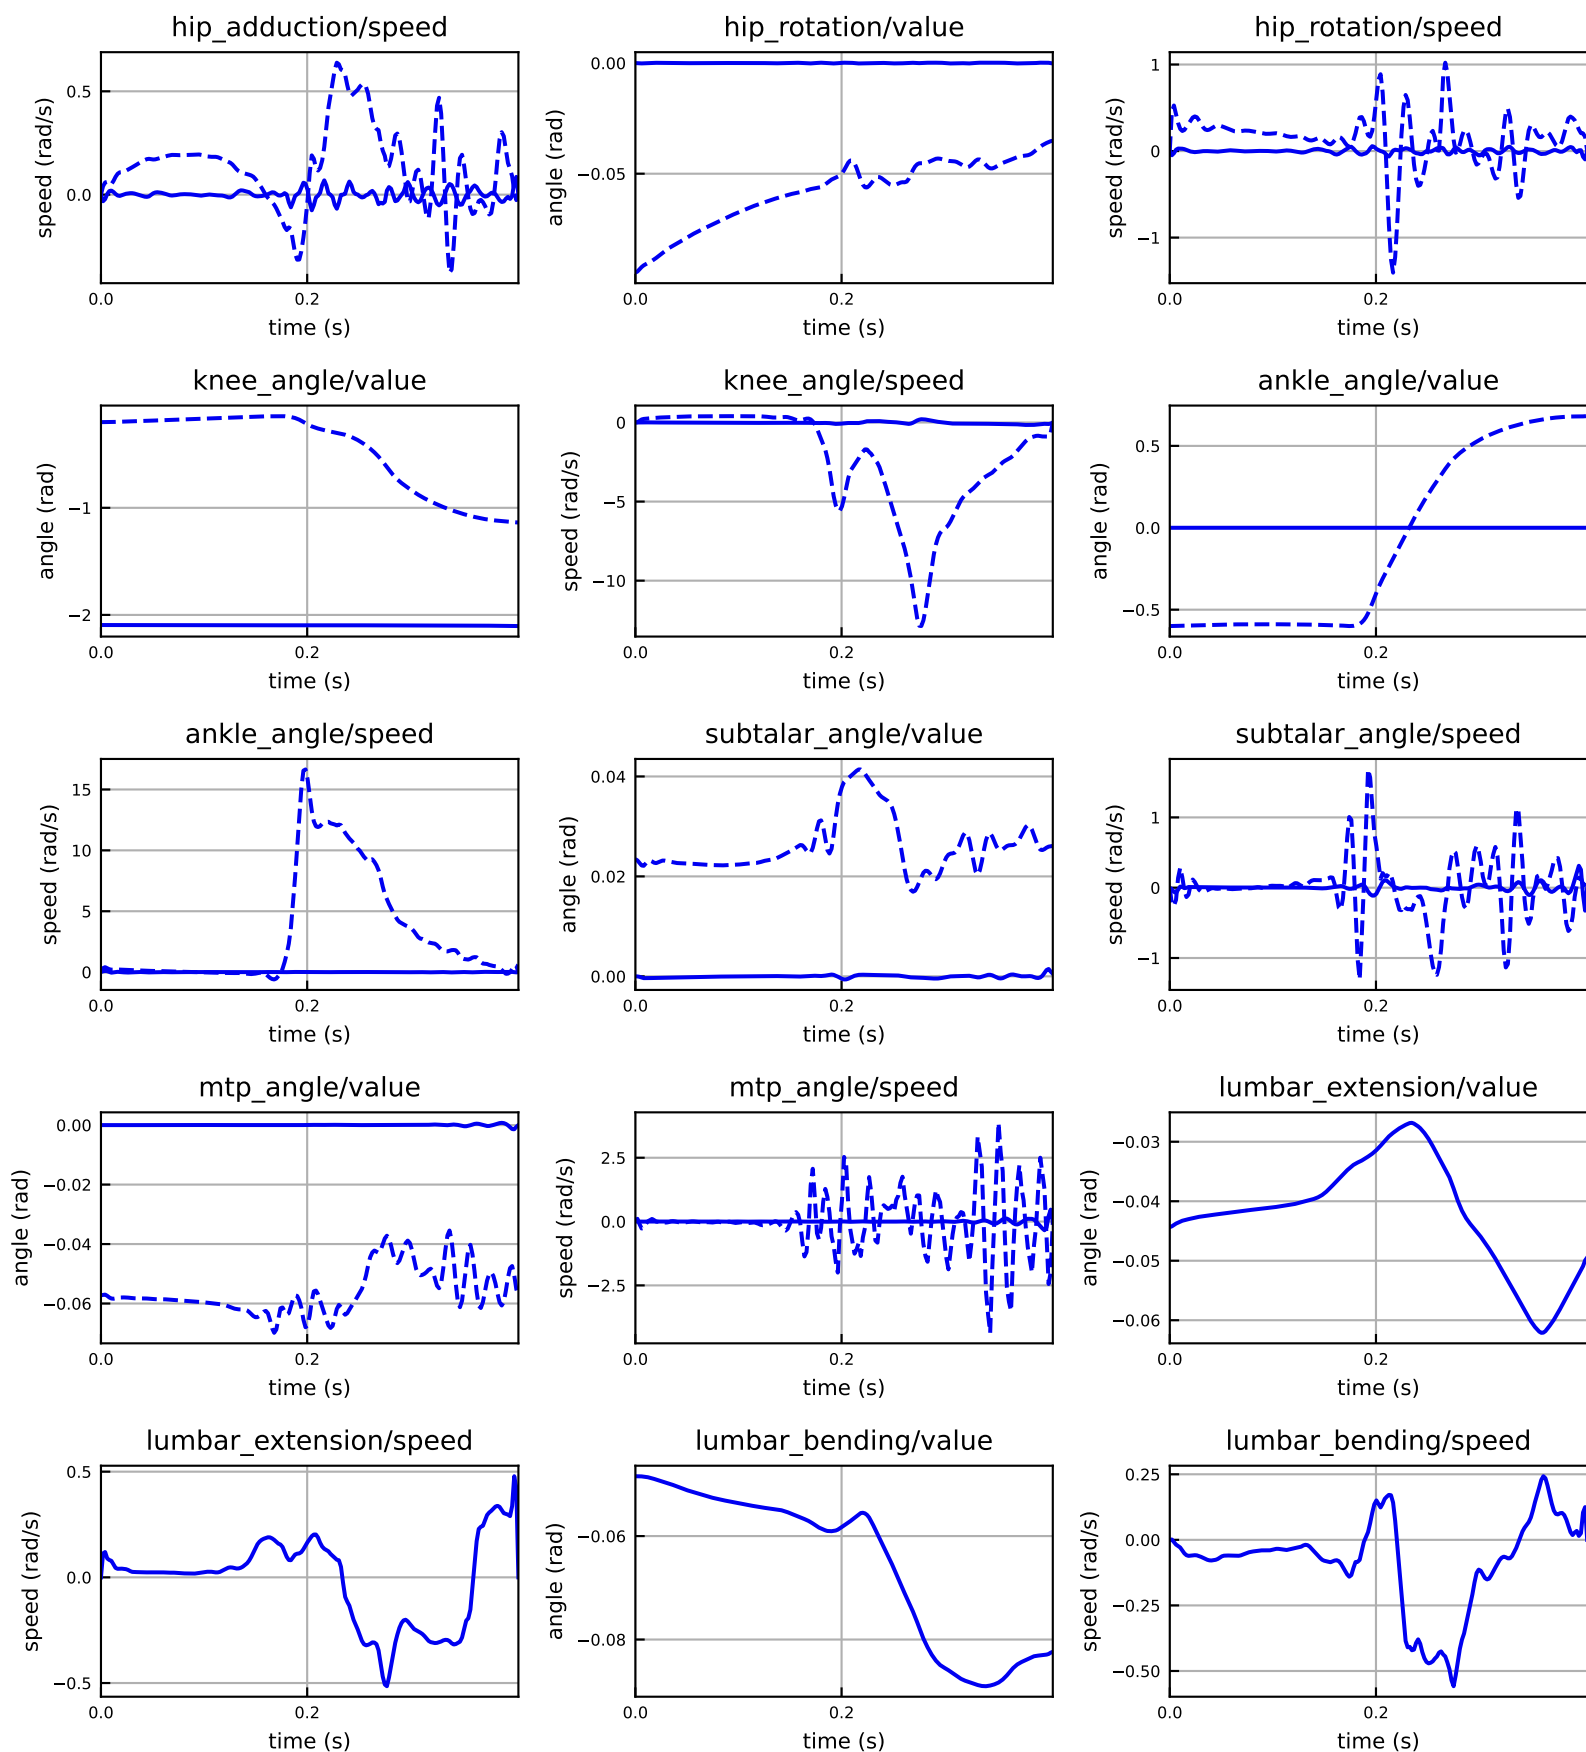 hip_adduction/speed
speed (rad/s)
0.5
0.0
0.0
0.2
time (s)
hip_rotation/value
angle (rad)
0.00
−0.05
0.0
0.2
time (s)
hip_rotation/speed
speed (rad/s)
1
0
−1
0.0
0.2
time (s)
knee_angle/value
angle (rad)
−1
−2
0.0
0.2
time (s)
knee_angle/speed
speed (rad/s)
0
−5
−10
0.0
0.2
time (s)
ankle_angle/value
angle (rad)
0.5
0.0
−0.5
0.0
0.2
time (s)
ankle_angle/speed
speed (rad/s)
15
10
5
0
0.0
0.2
time (s)
subtalar_angle/value
angle (rad)
0.04
0.02
0.00
0.0
0.2
time (s)
subtalar_angle/speed
speed (rad/s)
1
0
−1
0.0
0.2
time (s)
mtp_angle/value
angle (rad)
0.00
−0.02
−0.04
−0.06
0.0
0.2
time (s)
mtp_angle/speed
speed (rad/s)
2.5
0.0
−2.5
0.0
0.2
time (s)
lumbar_extension/value
angle (rad)
−0.03
−0.04
−0.05
−0.06
0.0
0.2
time (s)
lumbar_extension/speed
speed (rad/s)
0.5
0.0
−0.5
0.0
0.2
time (s)
lumbar_bending/value
angle (rad)
−0.06
−0.08
0.0
0.2
time (s)
lumbar_bending/speed
speed (rad/s)
0.25
0.00
−0.25
−0.50
0.0
0.2
time (s)